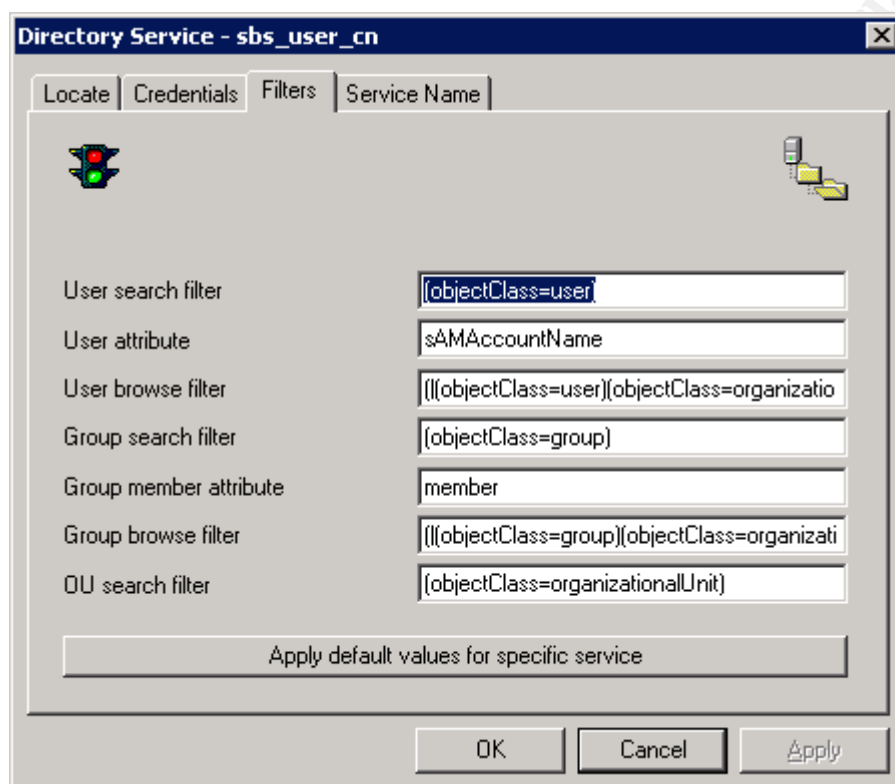 Directory Service - sbs_user_cn
Locate Credentials Filters Service Name
User search filter (objectClass=user)
User attribute sAMAccountName
User browse filter (|(objectClass=user)(objectClass=organizatio
Group search filter (objectClass=group)
Group member attribute member
Group browse filter (|(objectClass=group)(objectClass=organizati
OU search filter (objectClass=organizationalUnit)
Apply default values for specific service
OK Cancel Apply